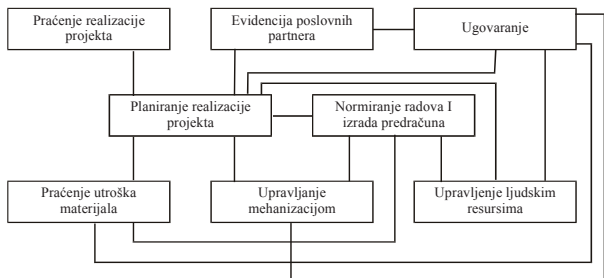 Praćenje realizacije
projekta
Evidencija poslovnih
partnera
Ugovaranje
Planiranje realizacije
projekta
Normiranje radova I
izrada predračuna
Praćenje utroška
materijala
Upravljanje
mehanizacijom
Upravljenje ljudskim
resursima